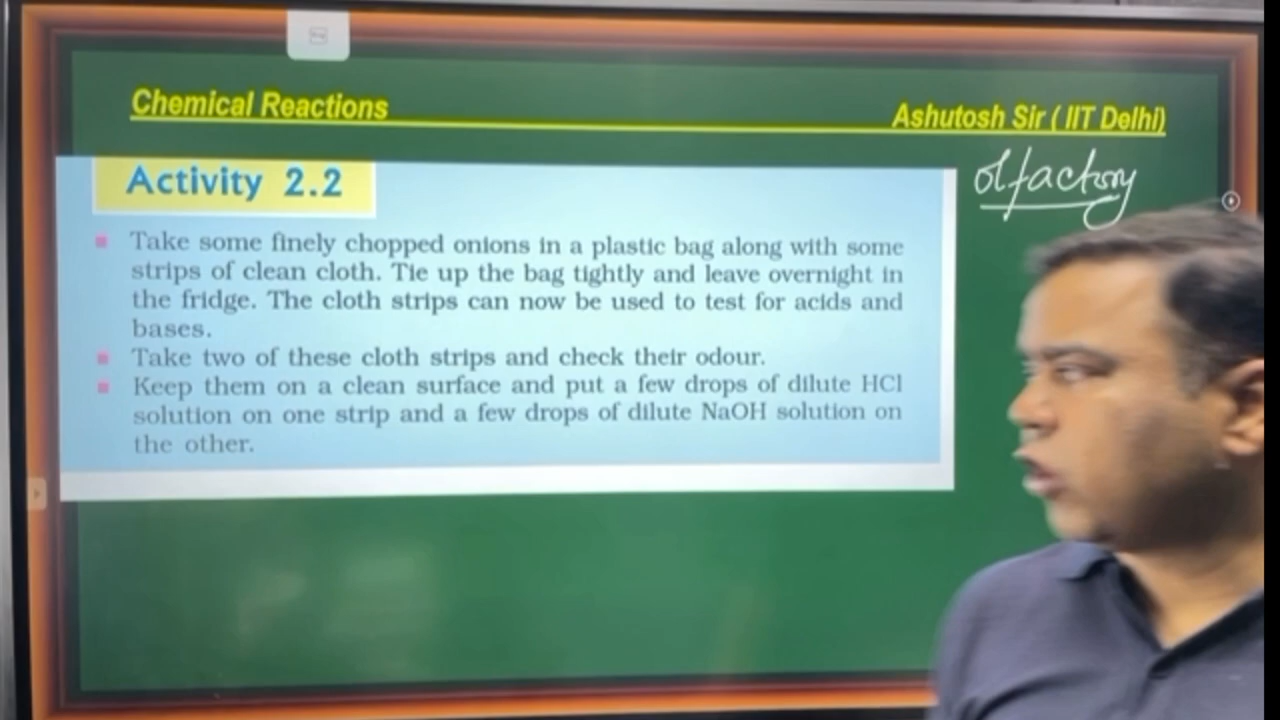 Chemical Reactions
Ashutosh Sir ( IIT Delhi)
olfactory
Activity 2.2
Take some finely chopped onions in a plastic bag along with some
strips of clean cloth. Tie up the bag tightly and leave overnight in
the fridge. The cloth strips can now be used to test for acids and
bases.
Take two of these cloth strips and check their odour.
Keep them on a clean surface and put a few drops of dilute HCl
solution on one strip and a few drops of dilute NaOH solution on
the other.